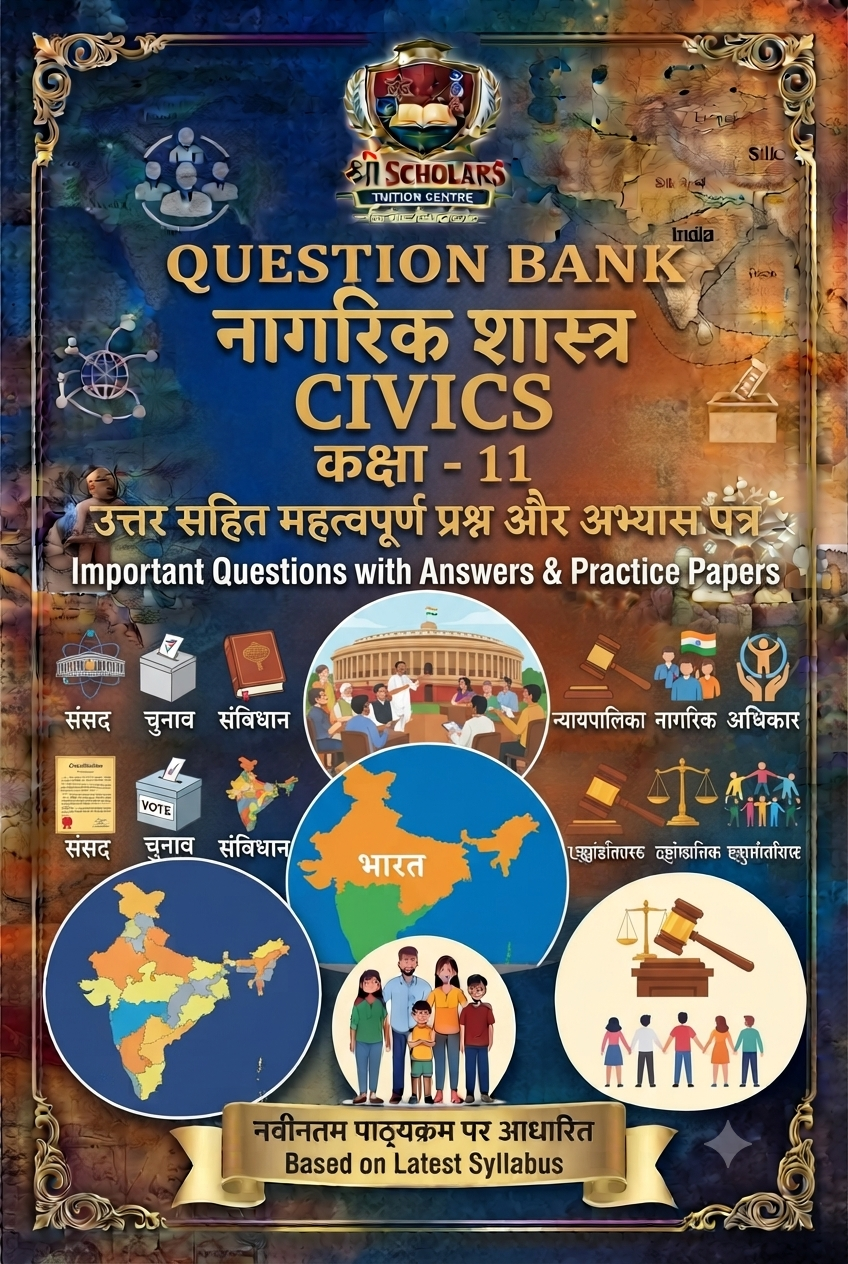 श्री SCHOLARS
TUITION CENTRE
Silk
India
QUESTION BANK
नागरिक शास्त्र
CIVICS
कक्षा - 11
उत्तर सहित महत्वपूर्ण प्रश्न और अभ्यास पत्र
Important Questions with Answers & Practice Papers
संसद चुनाव संविधान न्यायपालिका नागरिक अधिकार
VOTE
संसद चुनाव संविधान
भारत
नवीनतम पाठ्यक्रम पर आधारित
Based on Latest Syllabus